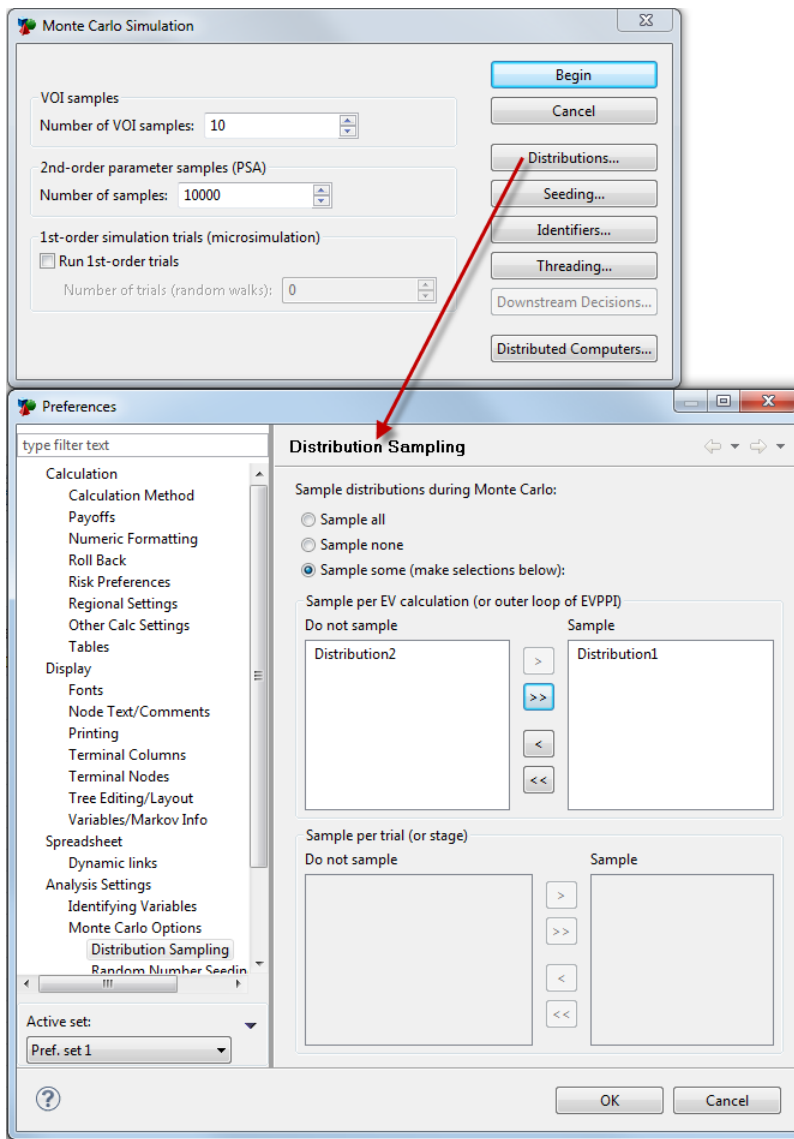 Monte Carlo Simulation
Begin
VOI samples
Cancel
Number of VOI samples: 10
Distributions...
2nd-order parameter samples (PSA)
Number of samples: 10000
Seeding...
Identifiers...
1st-order simulation trials (microsimulation)
Run 1st-order trials
Threading...
Number of trials (random walks): 0
Downstream Decisions...
Distributed Computers...
Preferences
type filter text
Calculation
Calculation Method
Payoffs
Numeric Formatting
Roll Back
Risk Preferences
Regional Settings
Other Calc Settings
Tables
Display
Fonts
Node Text/Comments
Printing
Terminal Columns
Terminal Nodes
Tree Editing/Layout
Variables/Markov Info
Spreadsheet
Dynamic links
Analysis Settings
Identifying Variables
Monte Carlo Options
Distribution Sampling
Random Number Seedin
Active set:
Pref. set 1
Distribution Sampling
Sample distributions during Monte Carlo:
Sample all
Sample none
Sample some (make selections below):
Sample per EV calculation (or outer loop of EVPPI)
Do not sample Sample
Distribution2 Distribution1
>
>>
<
<<
Sample per trial (or stage)
Do not sample Sample
>
>>
<
<<
? OK Cancel